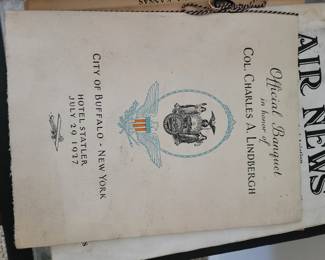 Official Banquet
in honor of
COL. CHARLES A. LINDBERGH
CITY OF BUFFALO - NEW YORK
HOTEL STATLER
JULY 29 1927
AIR NEWS